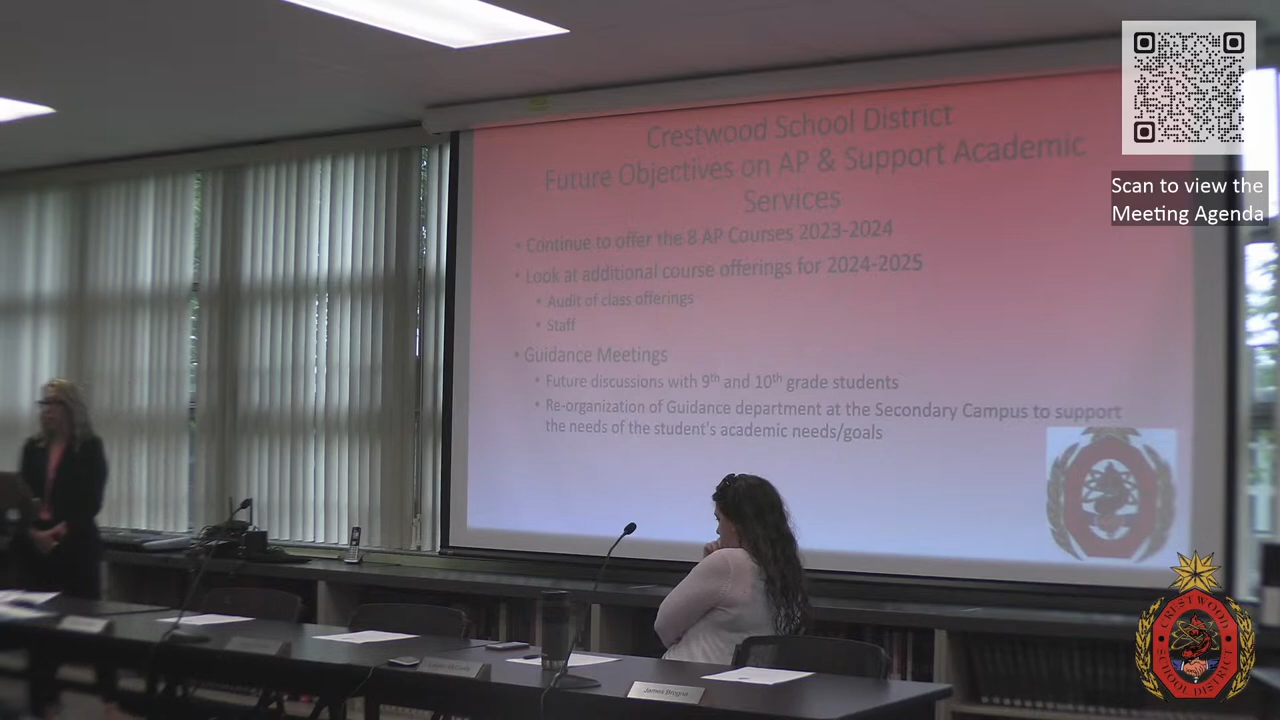 Crestwood School District
Future Objectives on AP & Support Academic
Services
• Continue to offer the 8 AP Courses 2023-2024
• Look at additional course offerings for 2024-2025
• Audit of class offerings
• Staff
• Guidance Meetings
• Future discussions with 9th and 10th grade students
• Re-organization of Guidance department at the Secondary Campus to support
the needs of the student's academic needs/goals
Scan to view the
Meeting Agenda
James Brogna
CRESTWOOD
SCHOOL DISTRICT